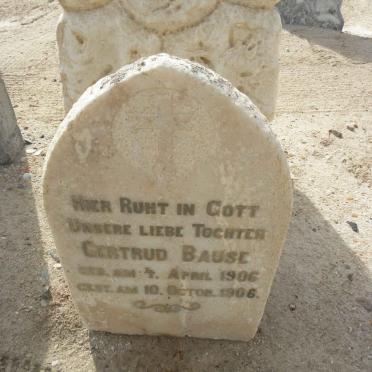 HIER RUHT IN GOTT
UNSERE LIEBE TOCHTER
GERTRUD BAUSE
GEB. AM 4. APRIL 1906
GEST. AM 10. OCTOB. 1906.